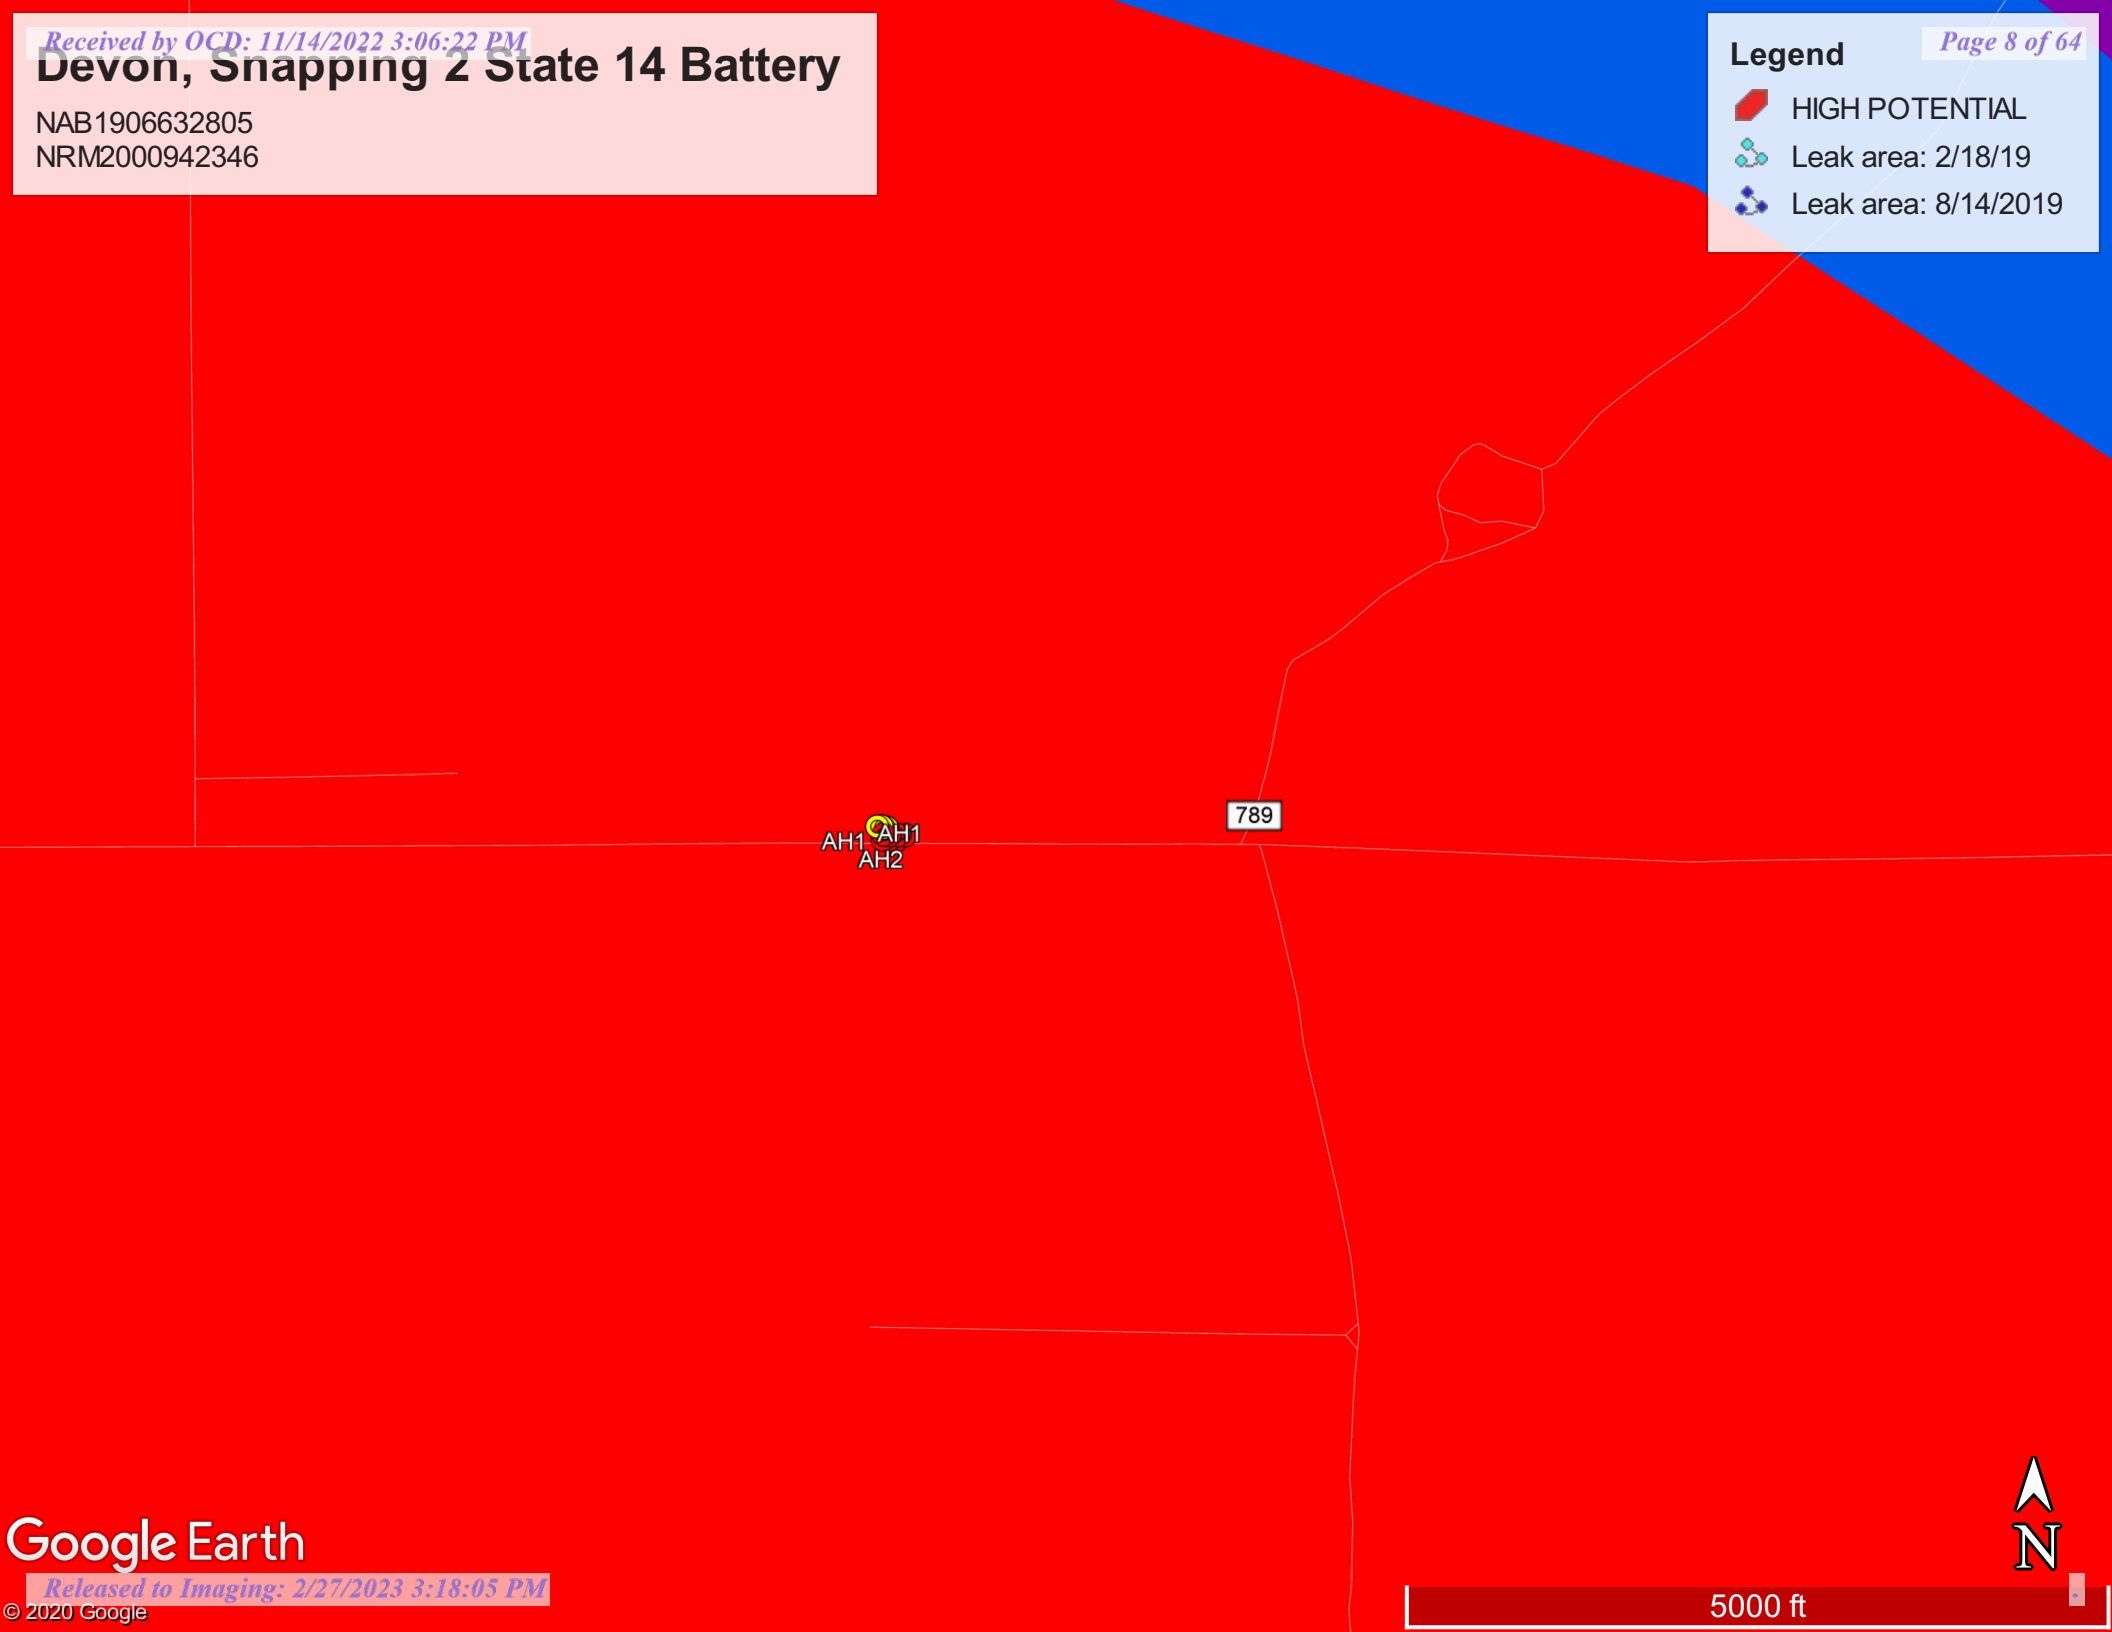 Received by OCD: 11/14/2022 3:06:22 PM
Page 8 of 64
Devon, Snapping 2 State 14 Battery
NAB1906632805
NRM2000942346
Legend
HIGH POTENTIAL
Leak area: 2/18/19
Leak area: 8/14/2019
789
AH1
AH1
AH2
N
Google Earth
Released to Imaging: 2/27/2023 3:18:05 PM
© 2020 Google
5000 ft